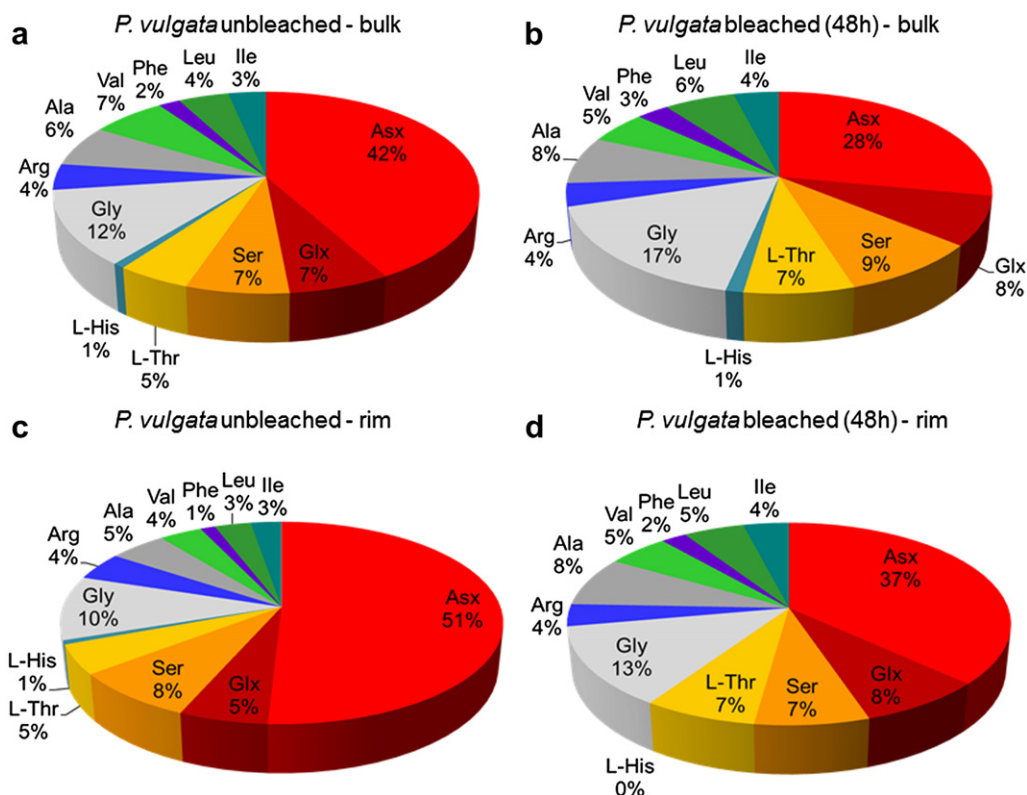 a
P. vulgata unbleached - bulk
Asx
42%
Glx
7%
Ser
7%
L-Thr
5%
L-His
1%
Gly
12%
Arg
4%
Ala
6%
Val
7%
Phe
2%
Leu
4%
Ile
3%
b
P. vulgata bleached (48h) - bulk
Asx
28%
Glx
8%
Ser
9%
L-Thr
7%
L-His
1%
Gly
17%
Arg
4%
Ala
8%
Val
5%
Phe
3%
Leu
6%
Ile
4%
c
P. vulgata unbleached - rim
Asx
51%
Glx
5%
Ser
8%
L-Thr
5%
L-His
1%
Gly
10%
Arg
4%
Ala
5%
Val
4%
Phe
1%
Leu
3%
Ile
3%
d
P. vulgata bleached (48h) - rim
Asx
37%
Glx
8%
Ser
7%
L-Thr
7%
L-His
0%
Gly
13%
Arg
4%
Ala
8%
Val
5%
Phe
2%
Leu
5%
Ile
4%